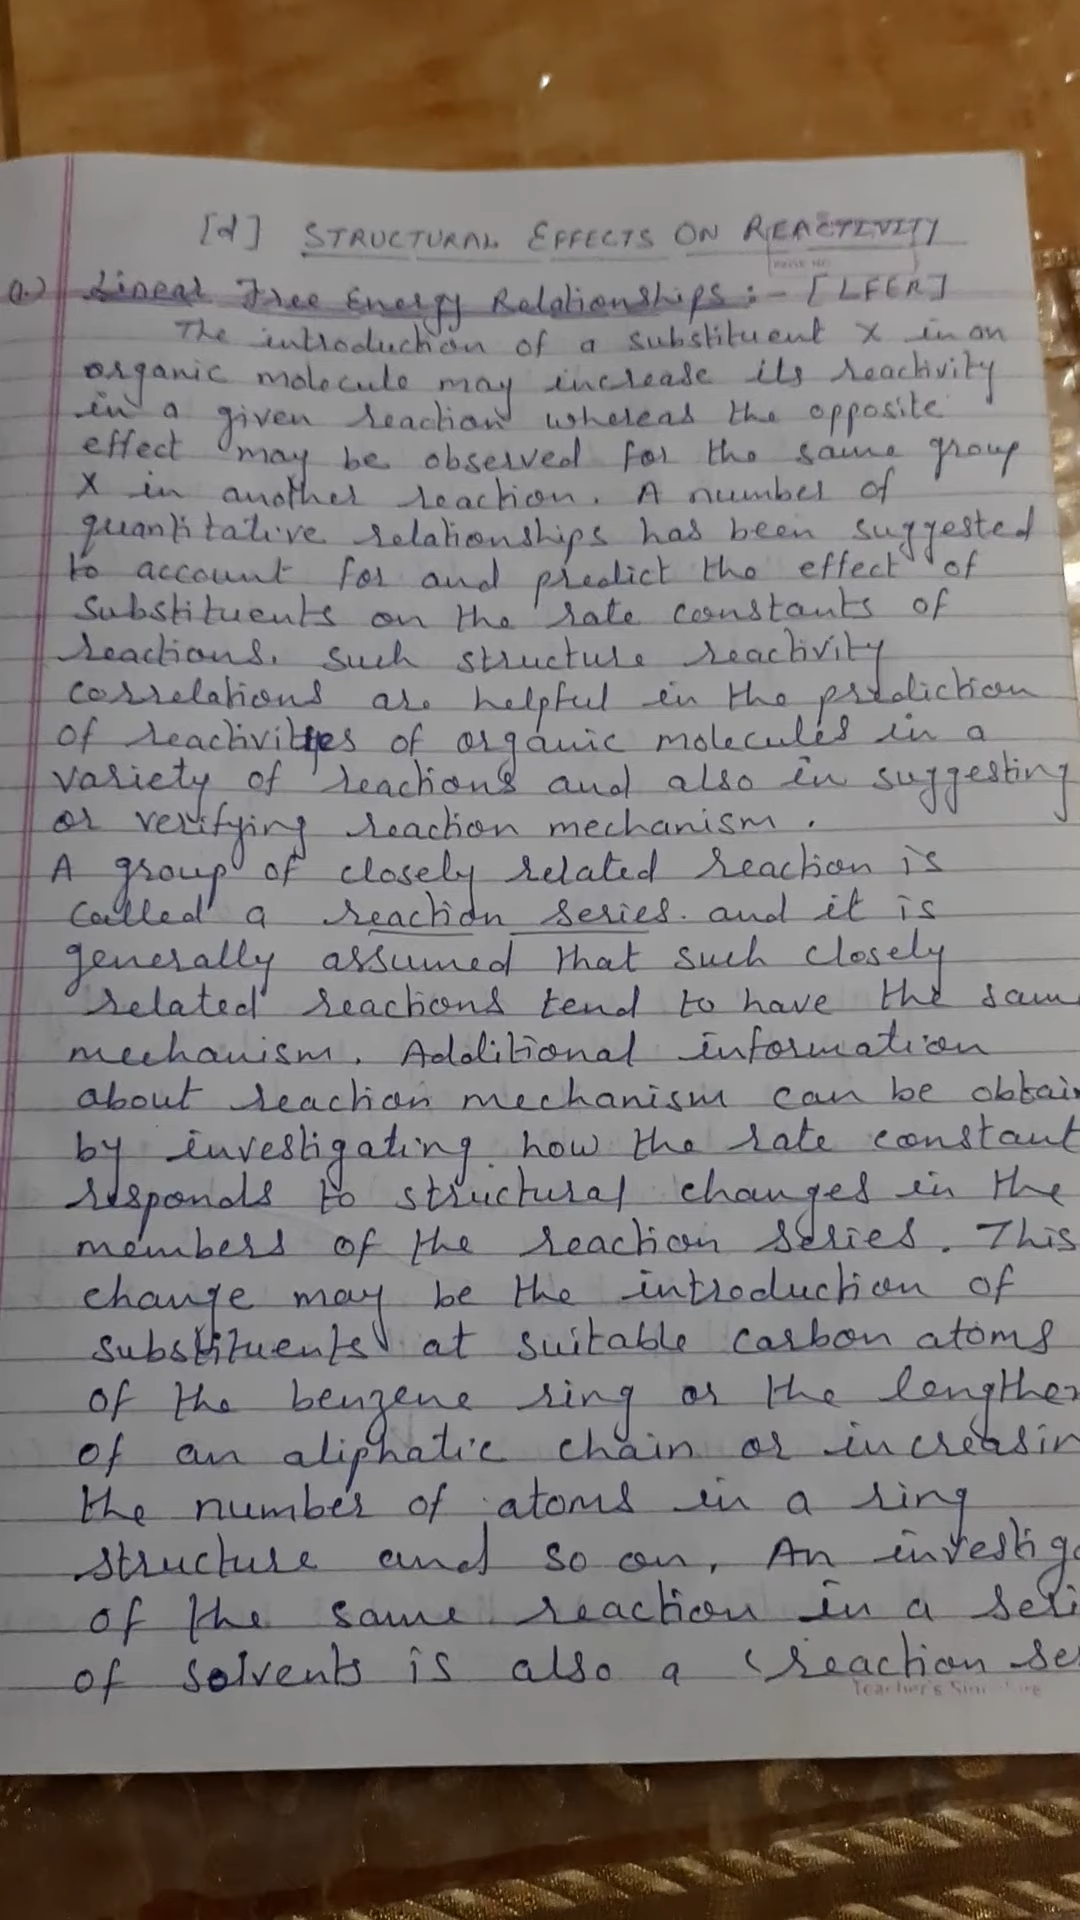 [d] STRUCTURAL EFFECTS ON REACTIVITY
PAGE NO.
a.) Linear Free Energy Relationships :- [LFER]
The introduction of a substituent X in an
organic molecule may increase its reactivity
in a given reaction whereas the opposite
effect may be observed for the same group
X in another reaction. A number of
quantitative relationships has been suggested
to account for and predict the effect of
substituents on the rate constants of
reactions. Such structure reactivity
correlations are helpful in the prediction
of reactivities of organic molecules in a
variety of reactions and also in suggesting
or verifying reaction mechanism.
A group of closely related reaction is
called a reaction series. and it is
generally assumed that such closely
related reactions tend to have the sam
mechanism. Additional information
about reaction mechanism can be obtai
by investigating how the rate constant
responds to structural changes in the
members of the reaction series. This
change may be the introduction of
substituents at suitable carbon atoms
of the benzene ring or the lengthe
of an aliphatic chain or increasin
the number of atoms in a ring
structure and so on. An investig
of the same reaction in a seri
of solvents is also a reaction se
Teacher's